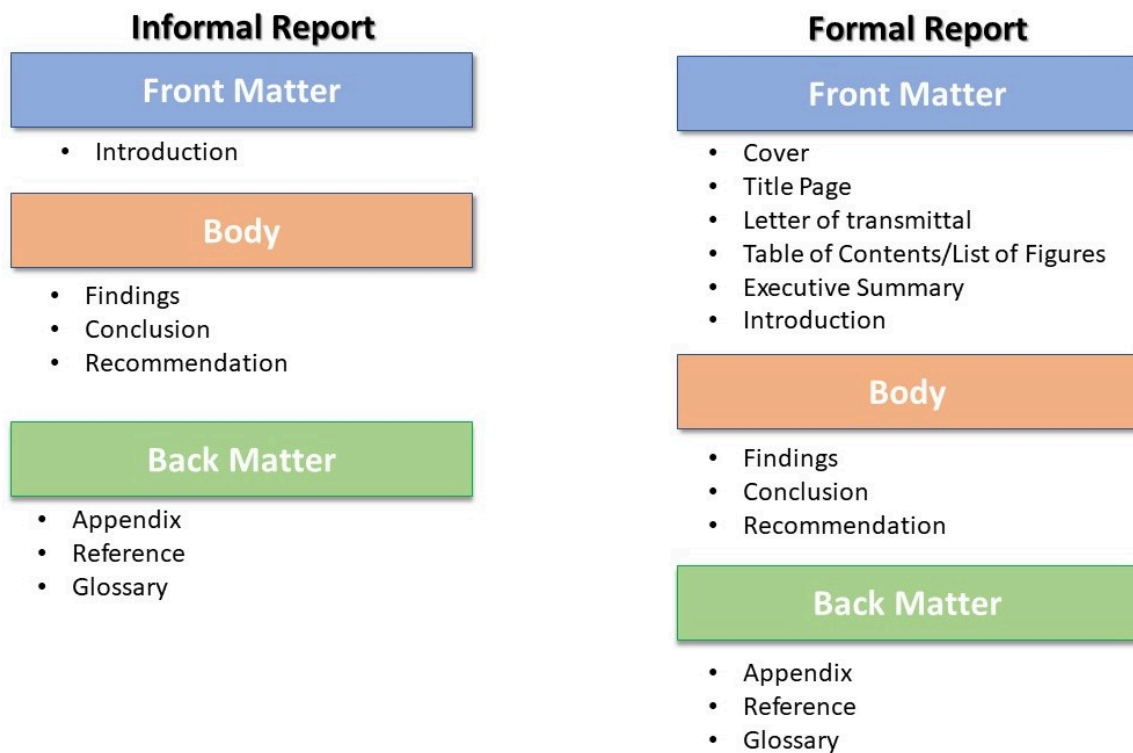 Informal Report
Front Matter
• Introduction
Body
• Findings
• Conclusion
• Recommendation
Back Matter
• Appendix
• Reference
• Glossary
Formal Report
Front Matter
• Cover
• Title Page
• Letter of transmittal
• Table of Contents/List of Figures
• Executive Summary
• Introduction
Body
• Findings
• Conclusion
• Recommendation
Back Matter
• Appendix
• Reference
• Glossary